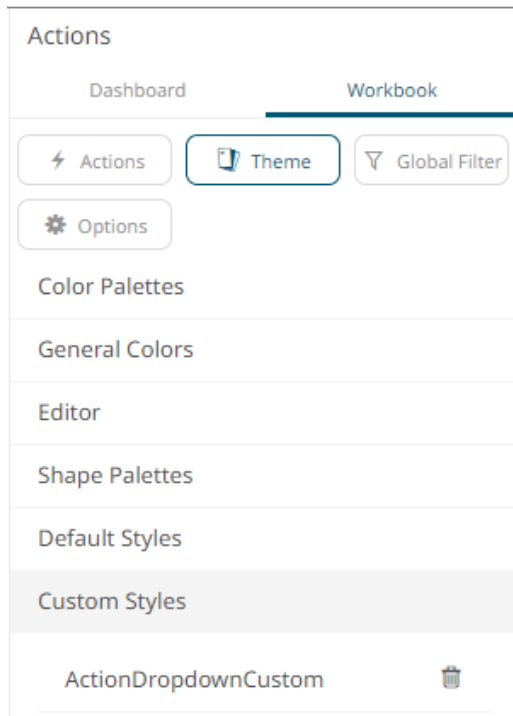 Actions
Dashboard Workbook
Actions Theme Global Filter
Options
Color Palettes
General Colors
Editor
Shape Palettes
Default Styles
Custom Styles
ActionDropdownCustom